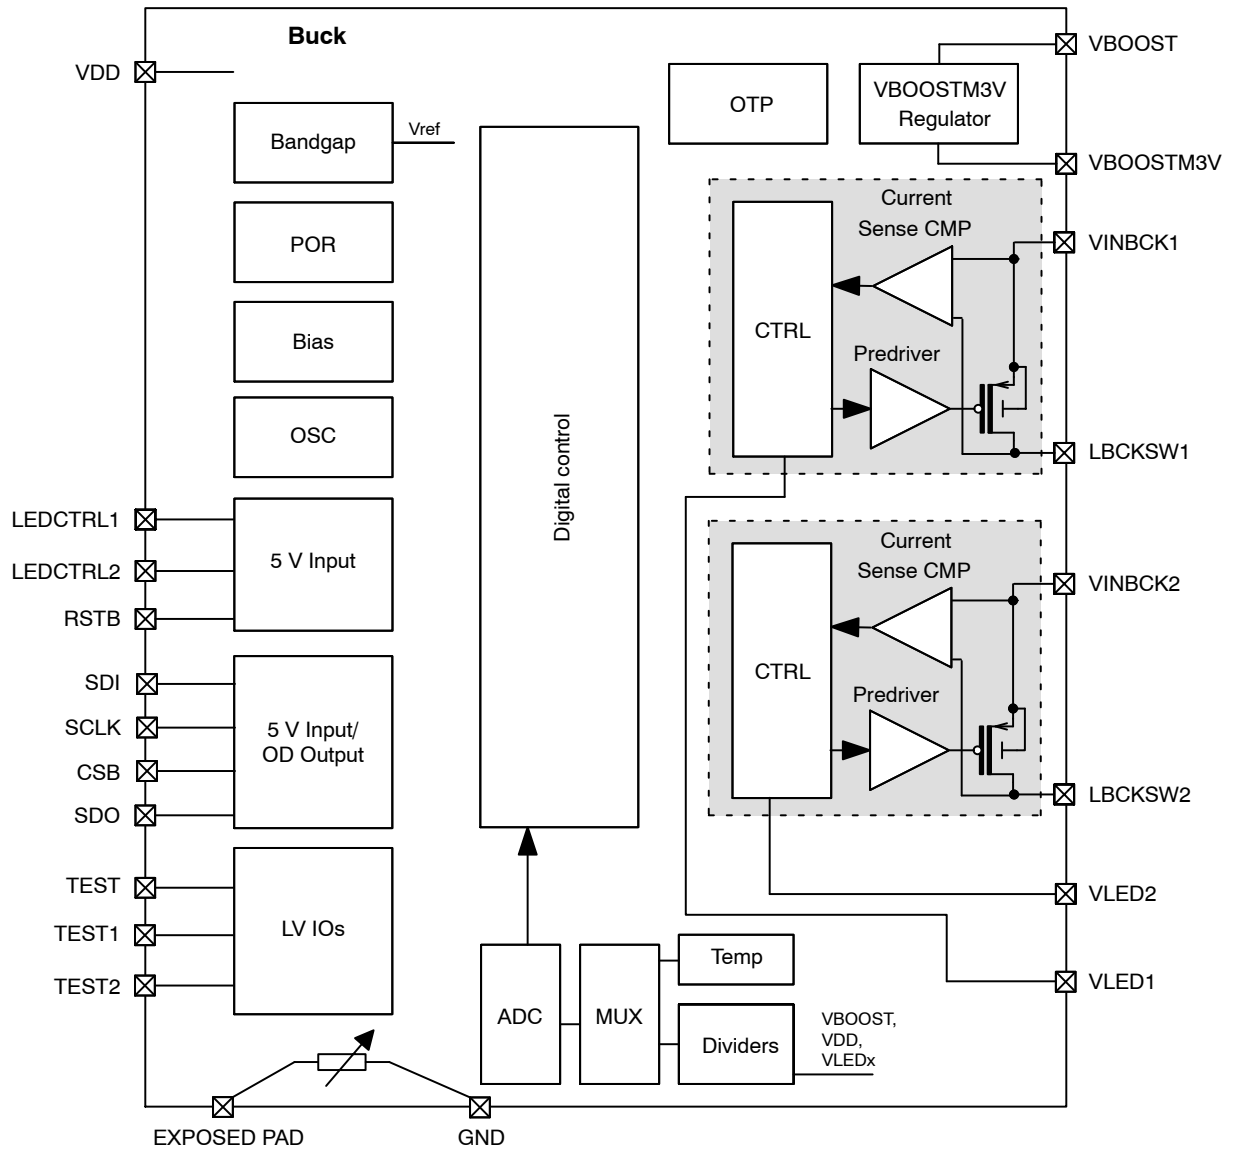 Buck
VDD
VBOOST
OTP
VBOOSTM3V
Regulator
Bandgap
Vref
VBOOSTM3V
Current
Sense CMP
POR
VINBCK1
CTRL
Bias
Predriver
OSC
LBCKSW1
Digital control
LEDCTRL1
LEDCTRL2
RSTB
5 V Input
Current
Sense CMP
VINBCK2
SDI
SCLK
CSB
SDO
5 V Input/
OD Output
CTRL
Predriver
LBCKSW2
TEST
TEST1
TEST2
LV IOs
VLED2
VLED1
ADC
MUX
Temp
Dividers
VBOOST,
VDD,
VLEDx
EXPOSED PAD
GND